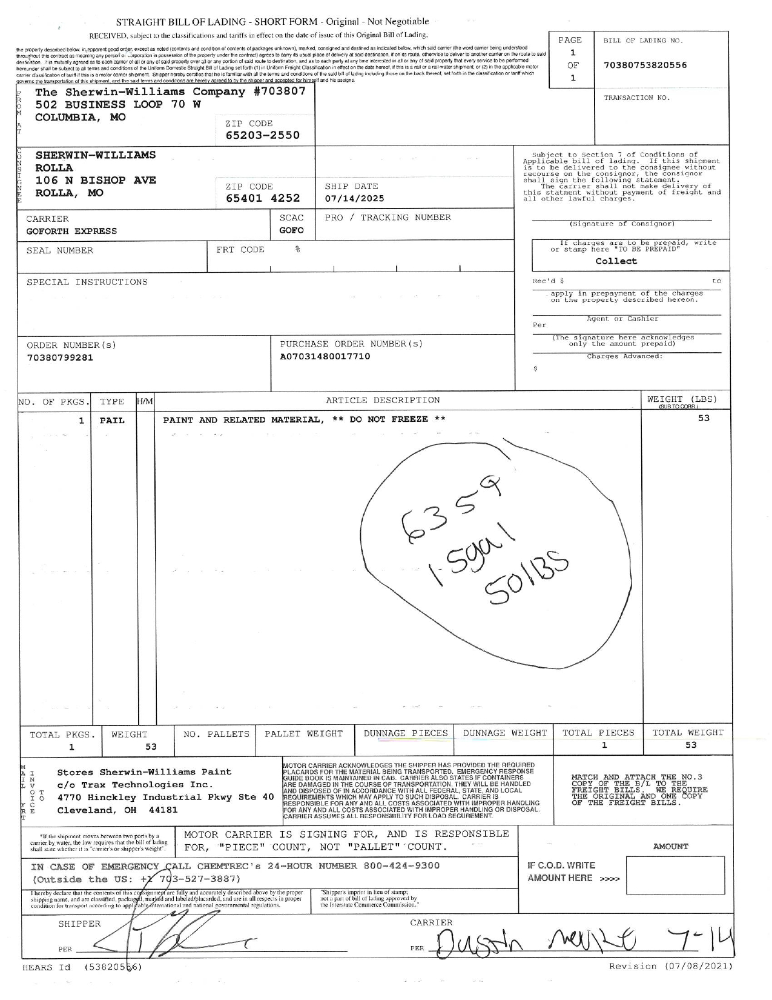 STRAIGHT BILL OF LADING - SHORT FORM - Original - Not Negotiable
RECEIVED, subject to the classifications and tariffs in effect on the date of issue of this Original Bill of Lading,
the property described below, in apparent good order, except as noted (contents and condition of contents of packages unknown), marked, consigned and destined as indicated below, which said carrier (the word carrier being understood
throughout this contract as meaning any person or corporation in possession of the property under the contract) agrees to carry its usual place of delivery at said destination, if on its route, otherwise to deliver to another carrier on the route to said
destination. It is mutually agreed as to each carrier of all or any of said property over all or any portion of said route to destination, and as to each party at any time interested in all or any of said property that every service to be performed
hereunder shall be subject to all terms and conditions of the Uniform Domestic Straight Bill of Lading set forth (1) in Uniform Freight Classification in effect on the date hereof, if this is a rail or a rail-water shipment, or (2) in the applicable motor
carrier classification of tariff if this is a motor carrier shipment. Shipper hereby certifies that he is familiar with all the terms and conditions of the said bill of lading including those on the back thereof, set forth in the classification or tariff which
governs the transportation of this shipment, and the said terms and conditions are hereby agreed to by the shipper and accepted for himself and his assigns.
PAGE
1
OF
1
BILL OF LADING NO.
70380753820556
TRANSACTION NO.
FROM AT
The Sherwin-Williams Company #703807
502 BUSINESS LOOP 70 W
COLUMBIA, MO
ZIP CODE
65203-2550
CONSIGNEE
SHERWIN-WILLIAMS
ROLLA
106 N BISHOP AVE
ROLLA, MO
ZIP CODE
65401 4252
SHIP DATE
07/14/2025
Subject to Section 7 of Conditions of
Applicable bill of lading. If this shipment
is to be delivered to the consignee without
recourse on the consignor, the consignor
shall sign the following statement.
The carrier shall not make delivery of
this statment without payment of freight and
all other lawful charges.
(Signature of Consignor)
CARRIER
GOFORTH EXPRESS
SCAC
GOFO
PRO / TRACKING NUMBER
SEAL NUMBER
FRT CODE %
If charges are to be prepaid, write
or stamp here "TO BE PREPAID"
Collect
SPECIAL INSTRUCTIONS
Rec'd $ to
apply in prepayment of the charges
on the property described hereon.
Agent or Cashier
Per
(The signature here acknowledges
only the amount prepaid)
Charges Advanced:
$
ORDER NUMBER(s)
70380799281
PURCHASE ORDER NUMBER(s)
A07031480017710
NO. OF PKGS. TYPE H/M ARTICLE DESCRIPTION WEIGHT (LBS)
(SUB TO CORR.)
1 PAIL PAINT AND RELATED MATERIAL, ** DO NOT FREEZE ** 53
6359
1-5gal
50lBS
TOTAL PKGS. WEIGHT NO. PALLETS PALLET WEIGHT DUNNAGE PIECES DUNNAGE WEIGHT TOTAL PIECES TOTAL WEIGHT
1 53 1 53
MAIL INVOICE TO FRT
Stores Sherwin-Williams Paint
c/o Trax Technologies Inc.
4770 Hinckley Industrial Pkwy Ste 40
Cleveland, OH 44181
MOTOR CARRIER ACKNOWLEDGES THE SHIPPER HAS PROVIDED THE REQUIRED
PLACARDS FOR THE MATERIAL BEING TRANSPORTED. EMERGENCY RESPONSE
GUIDE BOOK IS MAINTAINED IN CAB. CARRIER ALSO STATES IF CONTAINERS
ARE DAMAGED IN THE COURSE OF TRANSPORTATION, THEY WILL BE HANDLED
AND DISPOSED OF IN ACCORDANCE WITH ALL FEDERAL, STATE, AND LOCAL
REQUIREMENTS WHICH MAY APPLY TO SUCH DISPOSAL. CARRIER IS
RESPONSIBLE FOR ANY AND ALL COSTS ASSOCIATED WITH IMPROPER HANDLING
FOR ANY AND ALL COSTS ASSOCIATED WITH IMPROPER HANDLING OR DISPOSAL.
CARRIER ASSUMES ALL RESPONSIBILITY FOR LOAD SECUREMENT.
MATCH AND ATTACH THE NO.3
COPY OF THE B/L TO THE
FREIGHT BILLS. WE REQUIRE
THE ORIGINAL AND ONE COPY
OF THE FREIGHT BILLS.
*If the shipment moves between two ports by a
carrier by water, the law requires that the bill of lading
shall state whether it is "carrier's or shipper's weight".
MOTOR CARRIER IS SIGNING FOR, AND IS RESPONSIBLE
FOR, "PIECE" COUNT, NOT "PALLET" COUNT.
AMOUNT
IN CASE OF EMERGENCY CALL CHEMTREC's 24-HOUR NUMBER 800-424-9300
(Outside the US: +1 703-527-3887)
IF C.O.D. WRITE
AMOUNT HERE >>>>
I hereby declare that the contents of this consignment are fully and accurately described above by the proper
shipping name, and are classified, packaged, marked and labeled/placarded, and are in all respects in proper
condition for transport according to applicable international and national governmental regulations.
"Shipper's imprint in lieu of stamp;
not a part of bill of lading approved by
the Interstate Commerce Commission."
SHIPPER
PER
CARRIER
PER Dustin 7-14
HEARS Id (53820556)
Revision (07/08/2021)